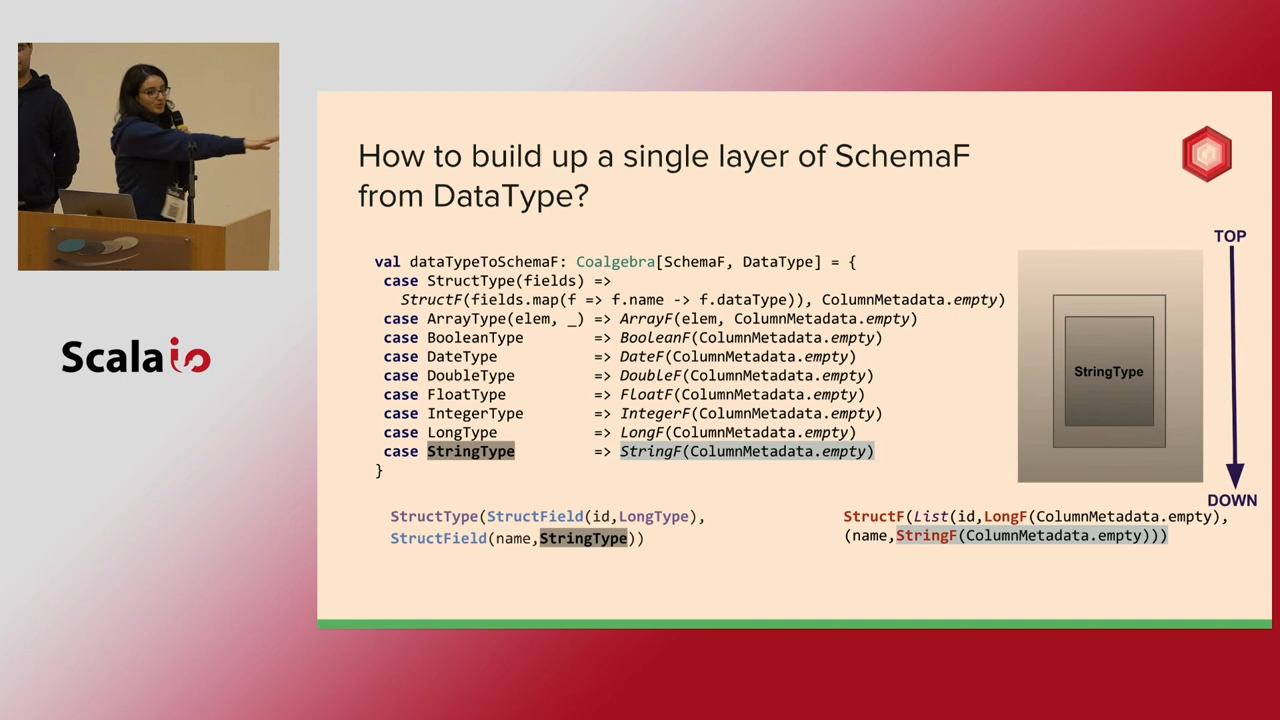 How to build up a single layer of SchemaF
from DataType?
val dataTypeToSchemaF: Coalgebra[SchemaF, DataType] = {
case StructType(fields) =>
StructF(fields.map(f => f.name -> f.dataType)), ColumnMetadata.empty)
case ArrayType(elem, _) => ArrayF(elem, ColumnMetadata.empty)
case BooleanType => BooleanF(ColumnMetadata.empty)
case DateType => DateF(ColumnMetadata.empty)
case DoubleType => DoubleF(ColumnMetadata.empty)
case FloatType => FloatF(ColumnMetadata.empty)
case IntegerType => IntegerF(ColumnMetadata.empty)
case LongType => LongF(ColumnMetadata.empty)
case StringType => StringF(ColumnMetadata.empty)
}
TOP
StringType
DOWN
StructType(StructField(id,LongType),
StructField(name,StringType))
StructF(List(id,LongF(ColumnMetadata.empty),
(name,StringF(ColumnMetadata.empty)))
Scala io